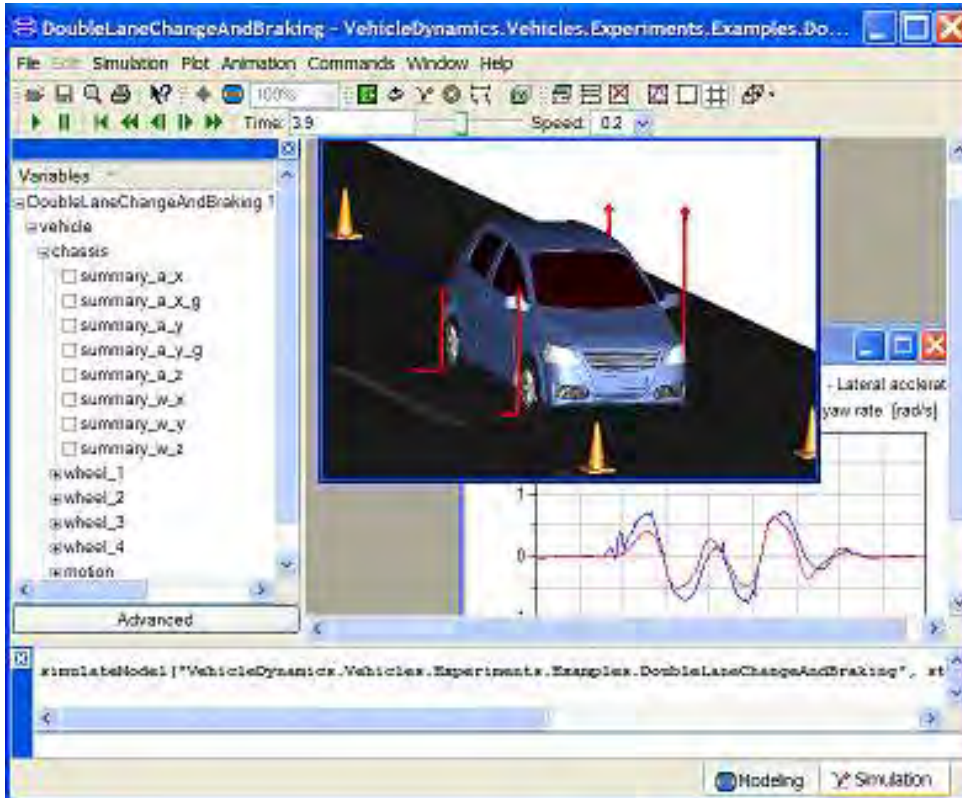 DoubleLaneChangeAndBraking - VehicleDynamics.Vehicles.Experiments.Examples.Do...
File Edit Simulation Plot Animation Commands Window Help
100%
Time: 3.9 Speed: 0.2
Variables
DoubleLaneChangeAndBraking 1
vehicle
chassis
summary_a_x
summary_a_x_g
summary_a_y
summary_a_y_g
summary_a_z
summary_w_x
summary_w_y
summary_w_z
wheel_1
wheel_2
wheel_3
wheel_4
motion
Advanced
- Lateral acclerat
yaw rate [rad/s]
1
0
simulateModel("VehicleDynamics.Vehicles.Experiments.Examples.DoubleLaneChangeAndBraking", st
Modeling Simulation